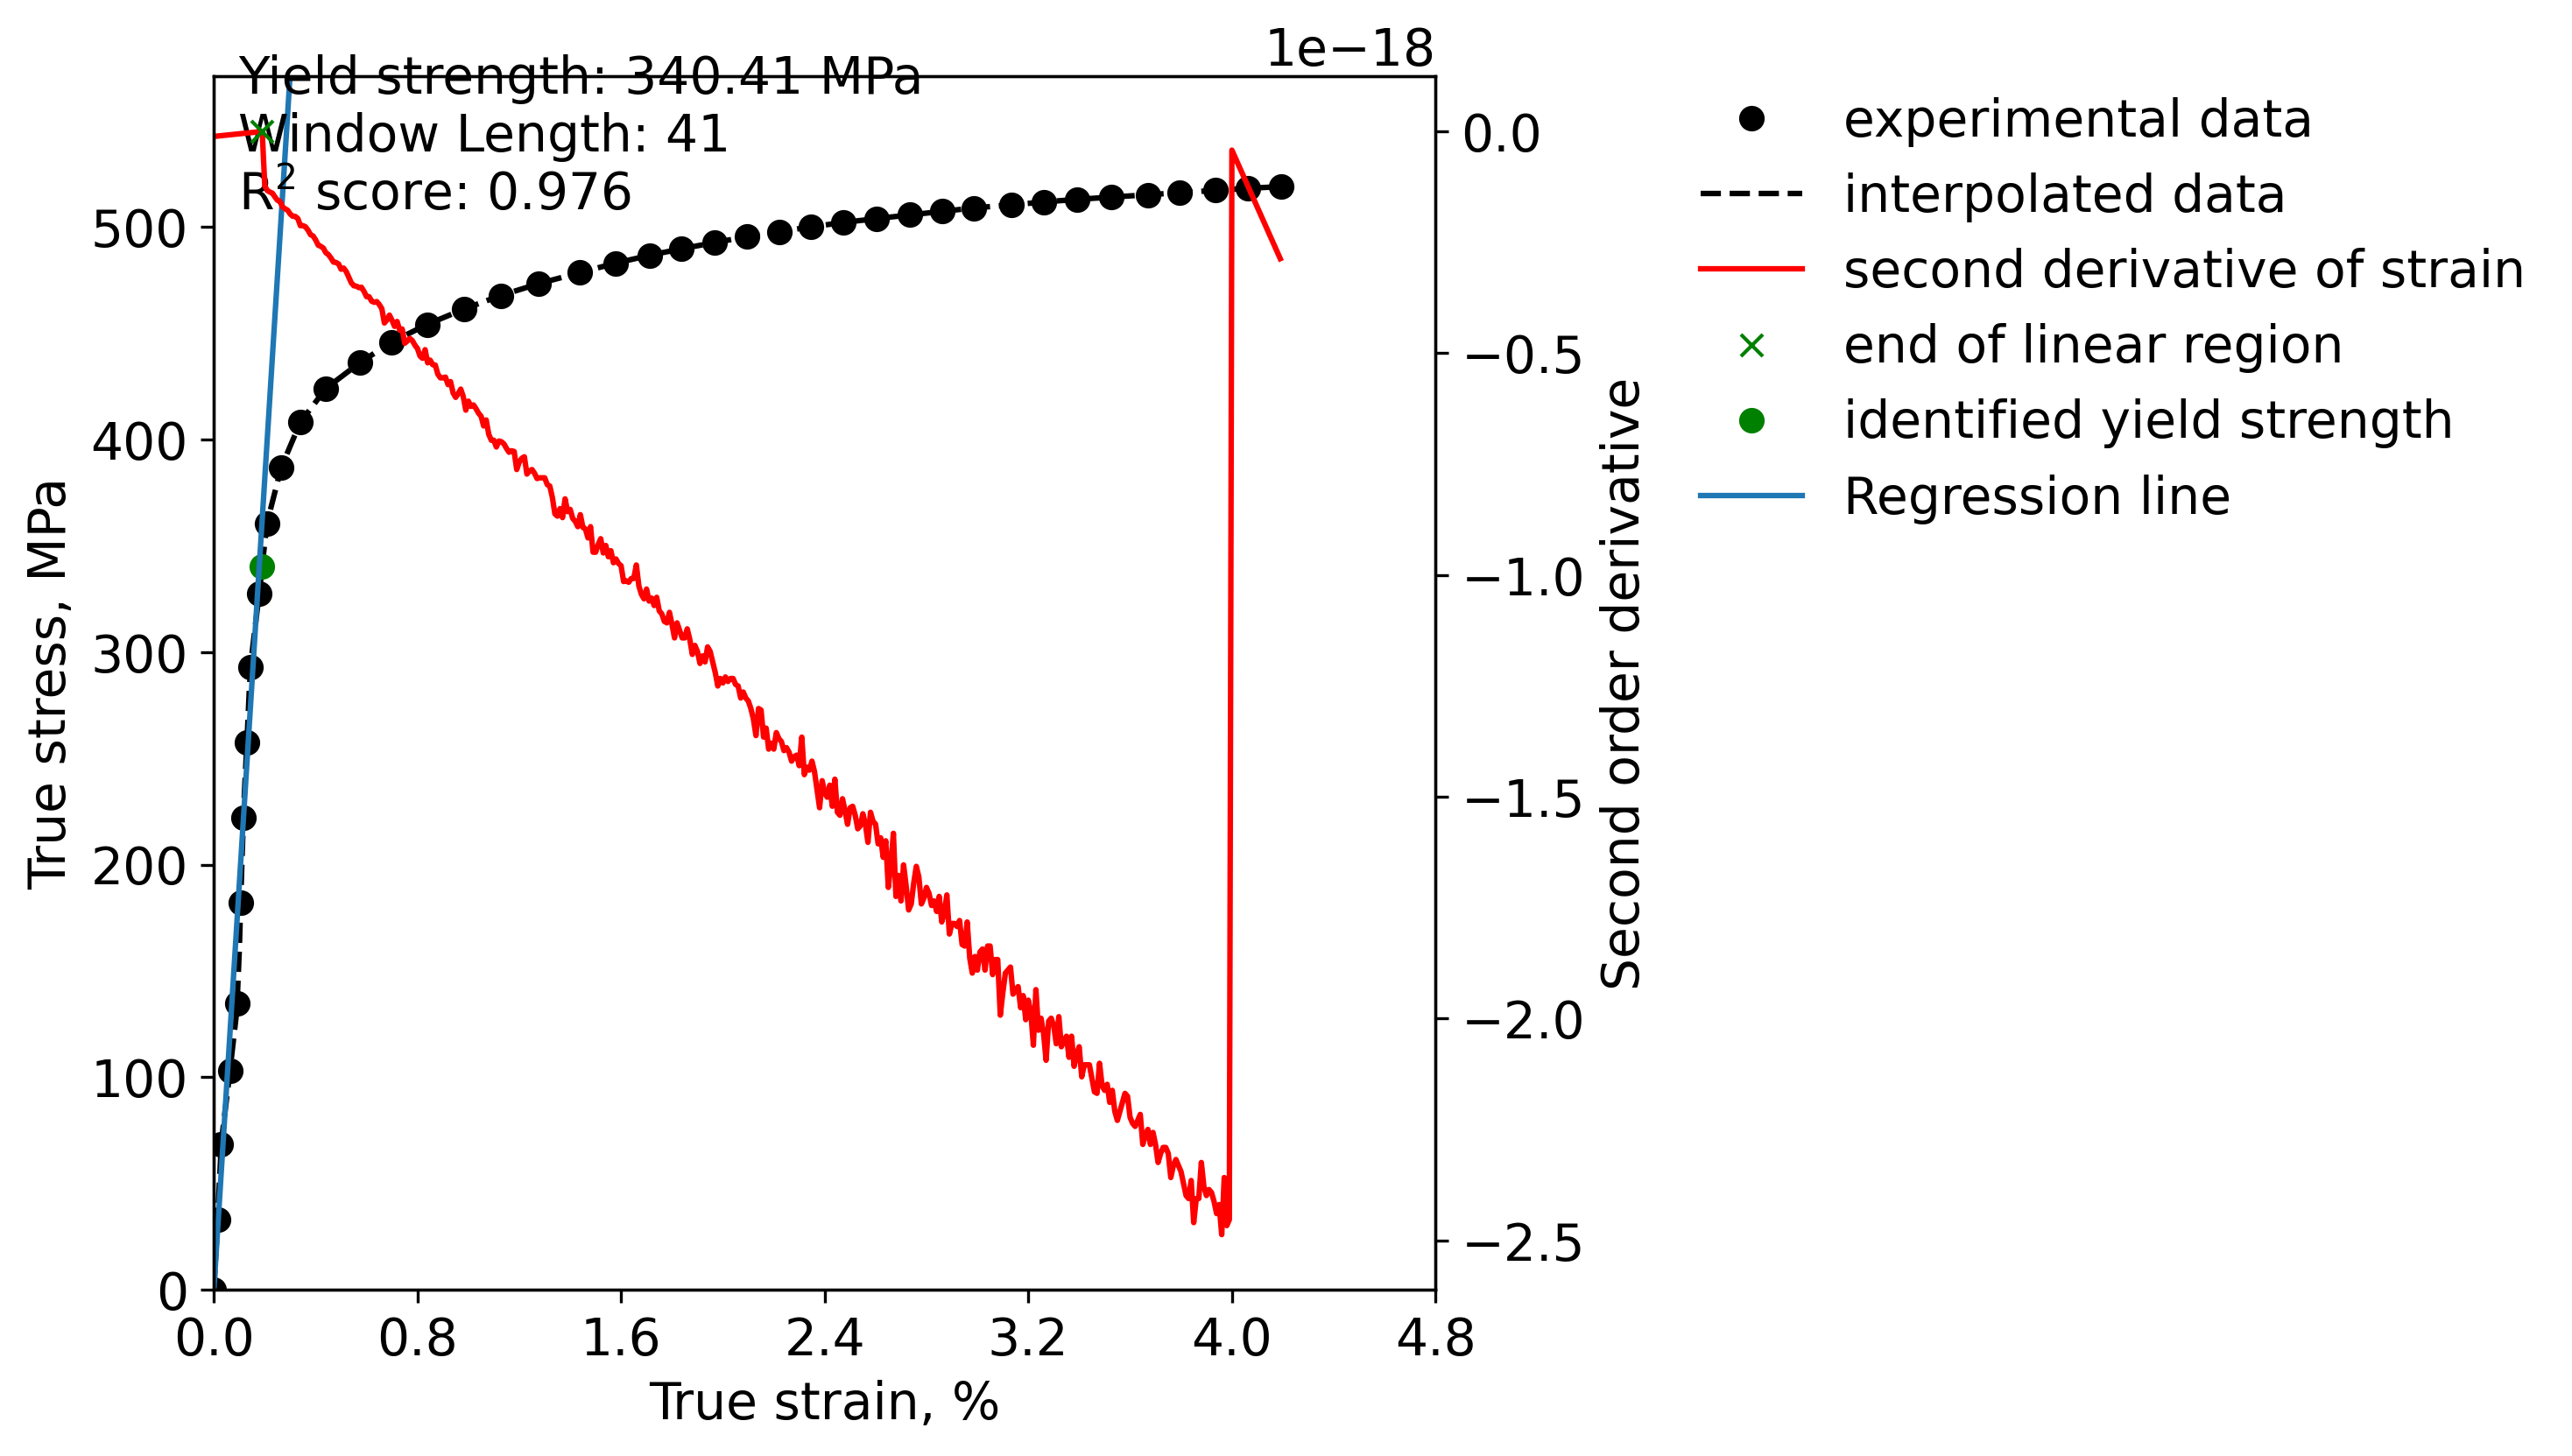 1e−18
Yield strength: 340.41 MPa
Window Length: 41
R² score: 0.976
500
400
300
200
100
0
True stress, MPa
0.0
0.8
1.6
2.4
3.2
4.0
4.8
True strain, %
0.0
−0.5
−1.0
−1.5
−2.0
−2.5
Second order derivative
experimental data
interpolated data
second derivative of strain
end of linear region
identified yield strength
Regression line